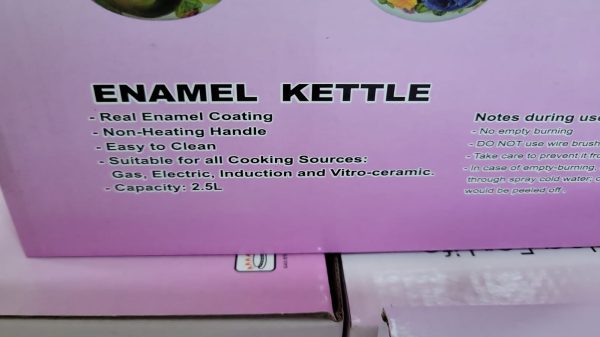 ENAMEL KETTLE
- Real Enamel Coating
- Non-Heating Handle
- Easy to Clean
- Suitable for all Cooking Sources:
Gas, Electric, Induction and Vitro-ceramic.
- Capacity: 2.5L
Notes during use
- No empty burning
- DO NOT use wire brush
- Take care to prevent it fro
- In case of empty-burning,
through spray cold water,
would be peeled off.